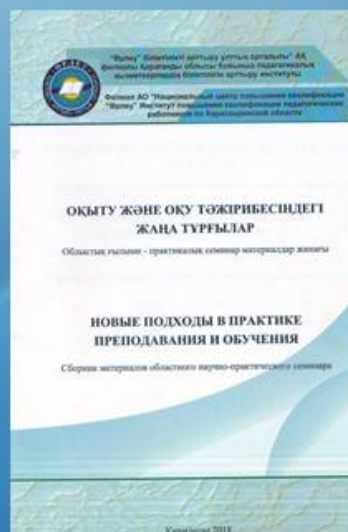 "Өрлеу" біліктілікті арттыру ұлттық орталығы" АҚ
филиалы Қарағанды облысы бойынша педагогикалық
қызметкерлердің біліктілігін арттыру институты
Филиал АО "Национальный центр повышения квалификации
"Өрлеу" Институт повышения квалификации педагогических
работников по Карагандинской области
ОҚЫТУ ЖӘНЕ ОҚУ ТӘЖІРИБЕСІНДЕГІ
ЖАҢА ТҰРҒЫЛАР
Облыстық ғылыми - практикалық семинар материалдар жинағы
НОВЫЕ ПОДХОДЫ В ПРАКТИКЕ
ПРЕПОДАВАНИЯ И ОБУЧЕНИЯ
Сборник материалов областного научно-практического семинара
2018